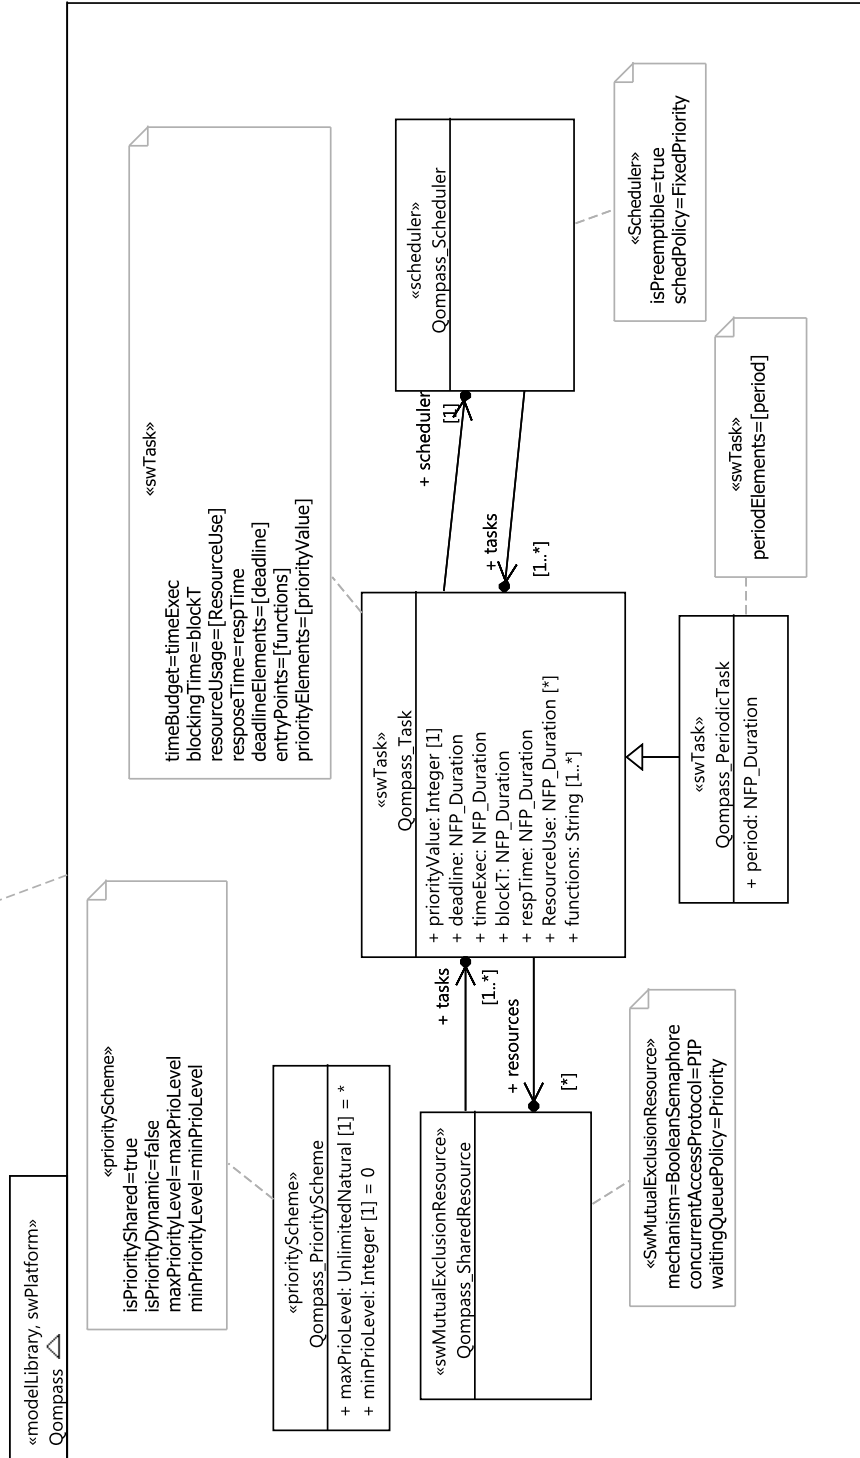 «modelLibrary, swPlatform»
Qompass
«priorityScheme»
isPriorityShared=true
isPriorityDynamic=false
maxPriorityLevel=maxPrioLevel
minPriorityLevel=minPrioLevel
«swTask»
timeBudget=timeExec
blockingTime=blockT
resourceUsage=[ResourceUse]
resposeTime=respTime
deadlineElements=[deadline]
entryPoints=[functions]
priorityElements=[priorityValue]
«priorityScheme»
Qompass_PriorityScheme
+ maxPrioLevel: UnlimitedNatural [1] = *
+ minPrioLevel: Integer [1] = 0
«swTask»
Qompass_Task
+ priorityValue: Integer [1]
+ deadline: NFP_Duration
+ timeExec: NFP_Duration
+ blockT: NFP_Duration
+ respTime: NFP_Duration
+ ResourceUse: NFP_Duration [*]
+ functions: String [1..*]
«scheduler»
Qompass_Scheduler
+ scheduler
[1]
+ tasks
[1..*]
+ tasks
[1..*]
+ resources
[*]
«swMutualExclusionResource»
Qompass_SharedResource
«SwMutualExclusionResource»
mechanism=BooleanSemaphore
concurrentAccessProtocol=PIP
waitingQueuePolicy=Priority
«Scheduler»
isPreemptible=true
schedPolicy=FixedPriority
«swTask»
Qompass_PeriodicTask
+ period: NFP_Duration
«swTask»
periodElements=[period]